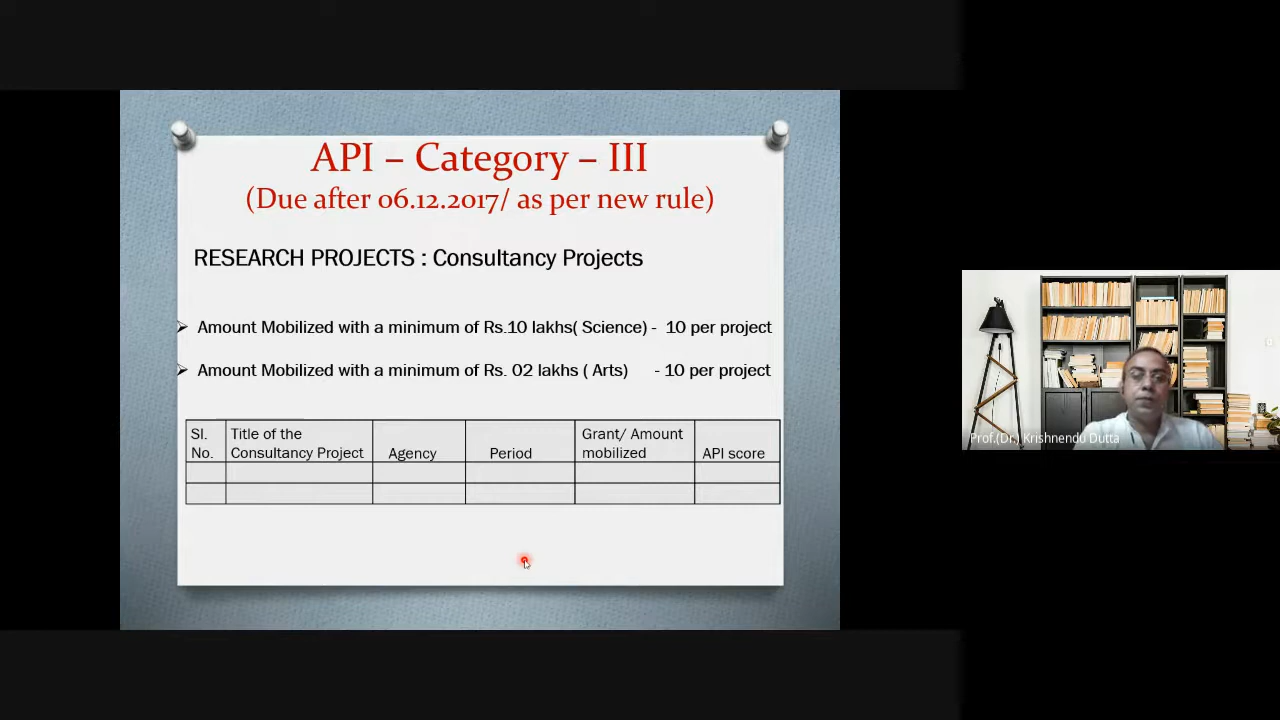 API – Category – III
(Due after 06.12.2017/ as per new rule)
RESEARCH PROJECTS : Consultancy Projects
➢ Amount Mobilized with a minimum of Rs.10 lakhs( Science) - 10 per project
➢ Amount Mobilized with a minimum of Rs. 02 lakhs ( Arts) - 10 per project
Sl. No. Title of the Consultancy Project Agency Period Grant/ Amount mobilized API score
Prof.(Dr.) Krishnendu Dutta